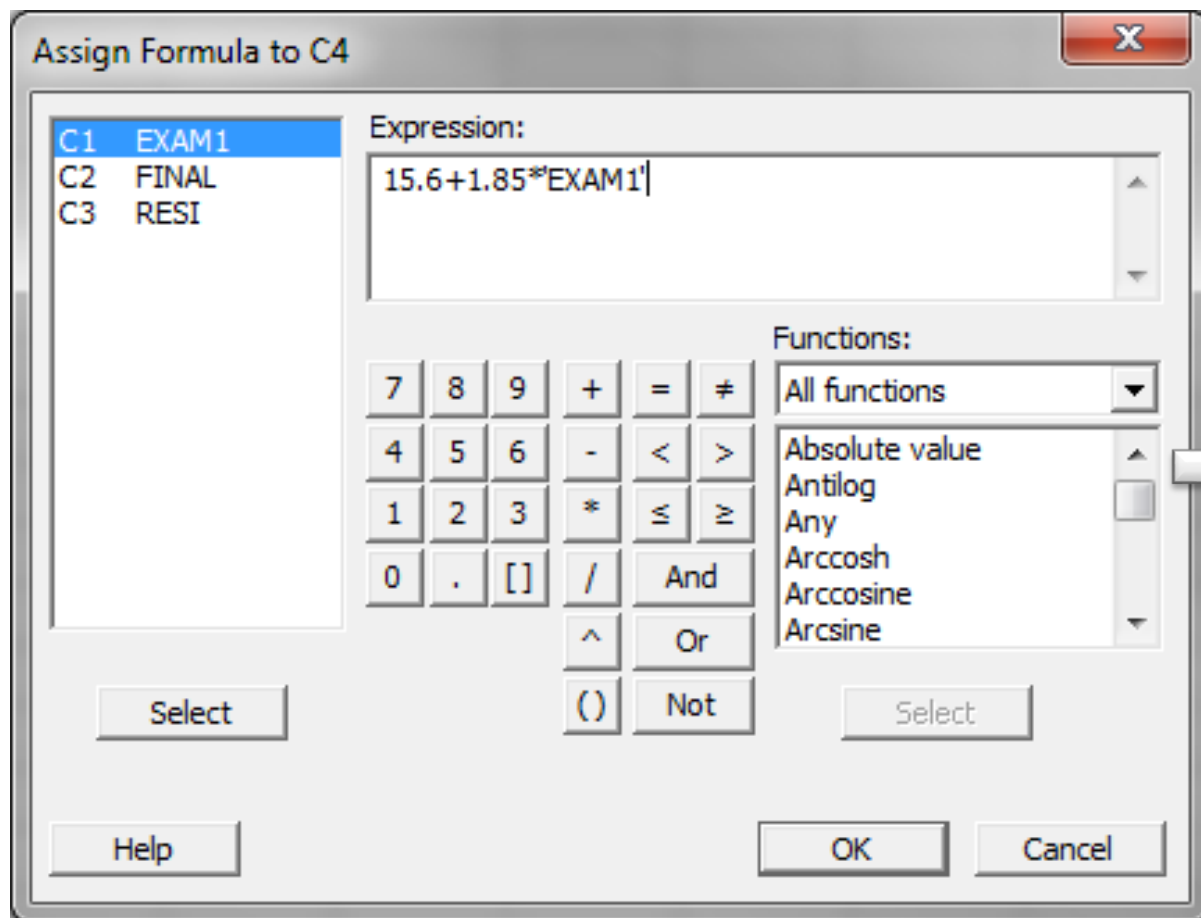 Assign Formula to C4
C1 EXAM1
C2 FINAL
C3 RESI
Select
Expression:
15.6+1.85*'EXAM1'
7 8 9 + = ≠
4 5 6 - < >
1 2 3 * ≤ ≥
0 . [] / And
^ Or
() Not
Functions:
All functions
Absolute value
Antilog
Any
Arccosh
Arccosine
Arcsine
Select
Help
OK
Cancel